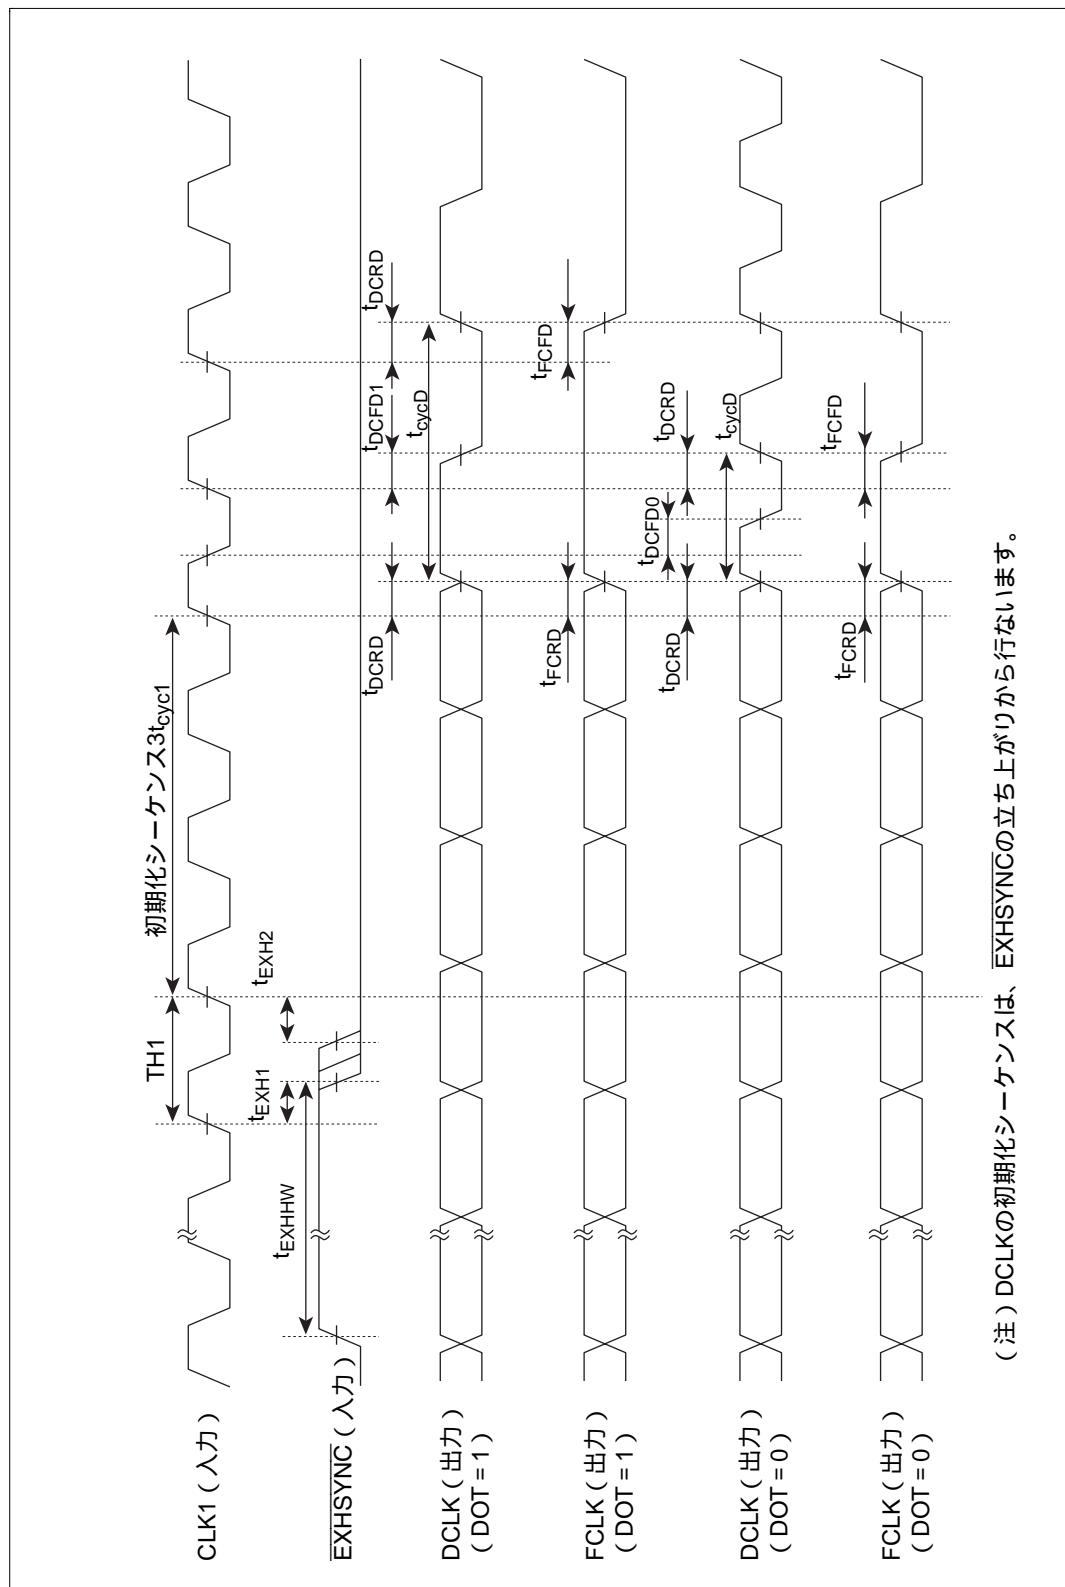 CLK1(入力)
TH1
初期化シーケンス3tcyc1
EXHSYNC(入力)
tEXHHW
tEXH1
tEXH2
DCLK(出力)
(DOT = 1)
tDCRD
tDCFD1
tDCRD
tcycD
FCLK(出力)
(DOT = 1)
tFCRD
tFCFD
DCLK(出力)
(DOT = 0)
tDCRD
tDCFD0
tDCRD
tcycD
FCLK(出力)
(DOT = 0)
tFCRD
tFCFD
(注)DCLKの初期化シーケンスは、EXHSYNCの立ち上がりから行ないます。